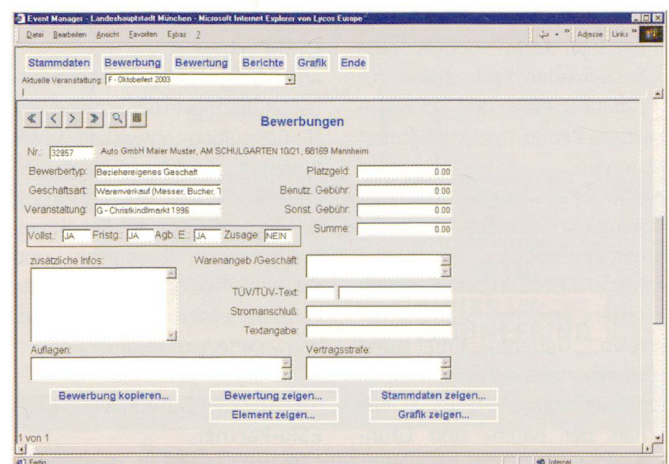 Event Manager - Landeshauptstadt München - Microsoft Internet Explorer von Lycos Europe
Datei Bearbeiten Ansicht Favoriten Extras ?
Adresse Links »
Stammdaten Bewerbung Bewertung Berichte Grafik Ende
Aktuelle Veranstaltung: F - Oktoberfest 2003
Bewerbungen
Nr.: 32857 Auto GmbH Maier Muster, AM SCHULGARTEN 10/21, 68169 Mannheim
Bewerbertyp: Beziehereigenes Geschäft Platzgeld: 0.00
Geschäftsart: Warenverkauf (Messer, Bücher, T Benutz. Gebühr: 0.00
Veranstaltung: G - Christkindlmarkt 1996 Sonst. Gebühr: 0.00
Vollst.: JA Fristg.: JA Agb. E.: JA Zusage: NEIN Summe: 0.00
zusätzliche Infos: Warenangeb./Geschäft:
TÜV/TÜV-Text:
Stromanschluß:
Textangabe:
Auflagen: Vertragsstrafe:
Bewerbung kopieren... Bewertung zeigen... Stammdaten zeigen...
Element zeigen... Grafik zeigen...
1 von 1
Fertig Internet